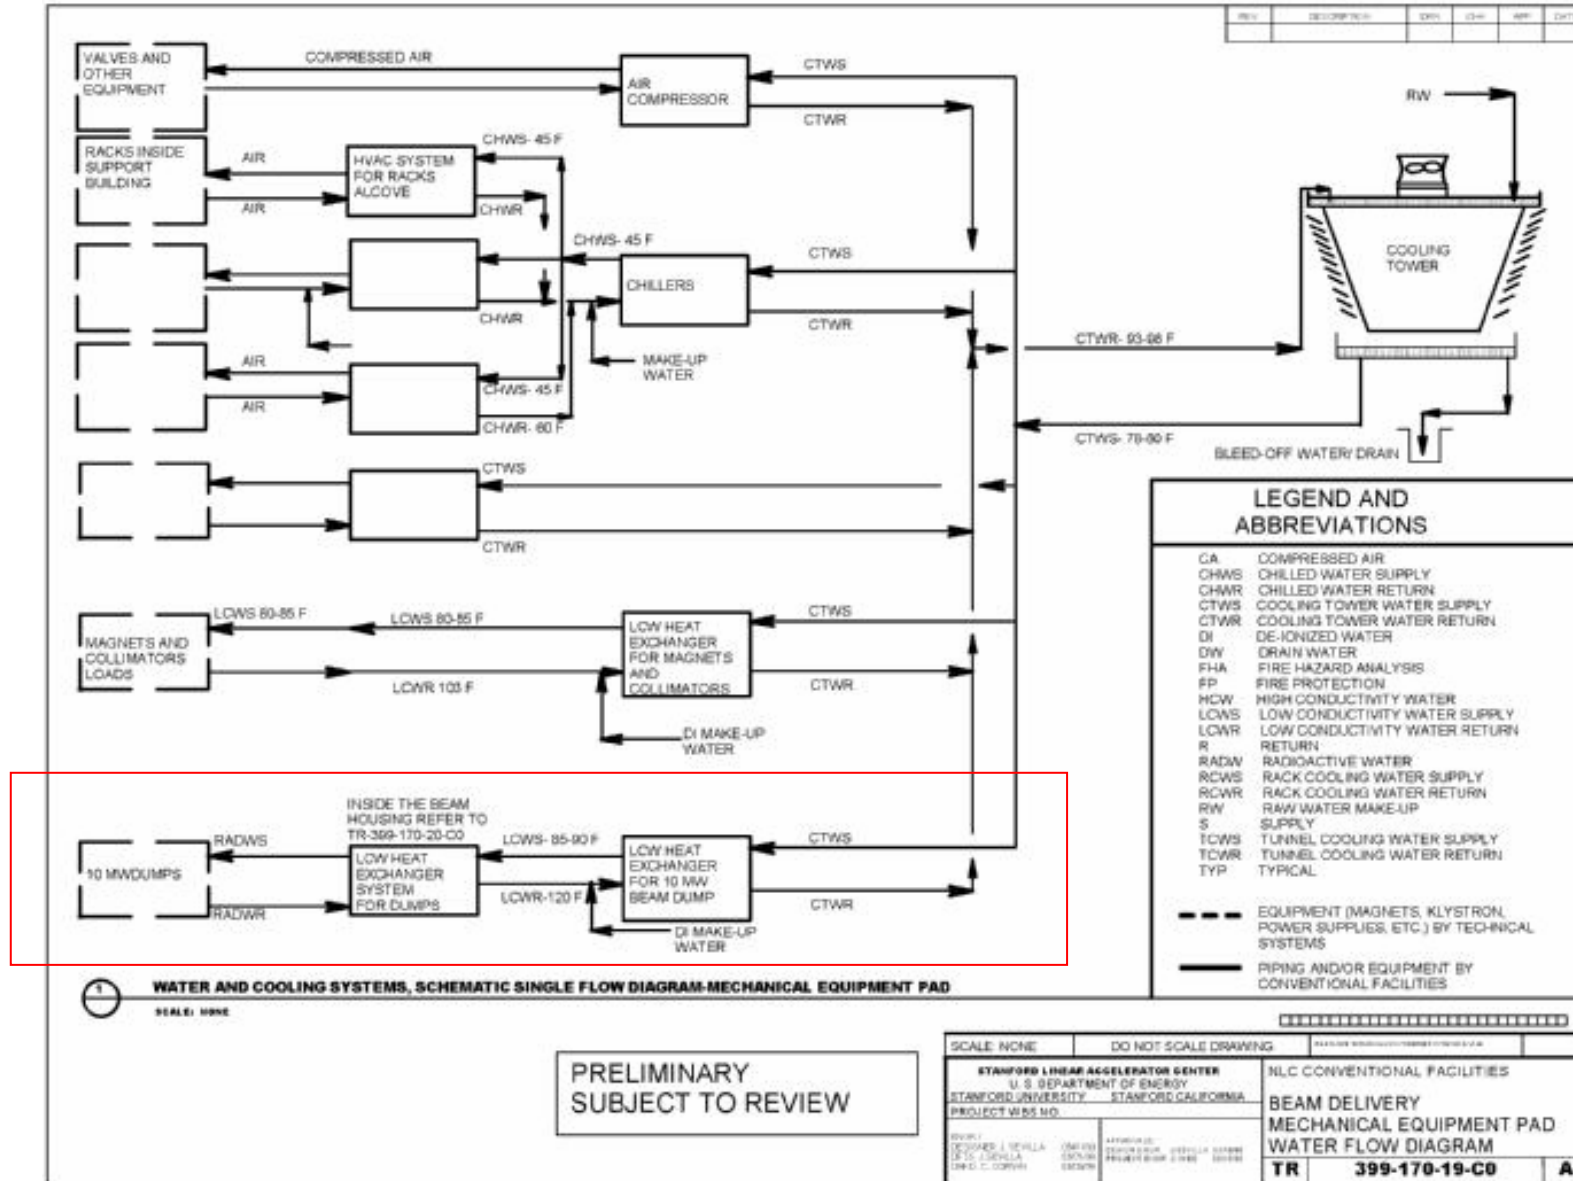 REV DESCRIPTION
VALVES AND
OTHER
EQUIPMENT
COMPRESSED AIR
AIR
COMPRESSOR
CTWS
CTWR
RW
RACKS INSIDE
SUPPORT
BUILDING
AIR
AIR
HVAC SYSTEM
FOR RACKS
ALCOVE
CHWS- 45 F
CHWR
CHWS- 45 F
CHWR
CHILLERS
CTWS
CTWR
COOLING
TOWER
CTWR- 93-98 F
MAKE-UP
WATER
AIR
AIR
CHWS- 45 F
CHWR- 60 F
CTWS- 78-80 F
BLEED-OFF WATER/ DRAIN
CTWS
CTWR
LCWS 80-85 F
LCWS 80-85 F
MAGNETS AND
COLLIMATORS
LOADS
LCWR 103 F
LCW HEAT
EXCHANGER
FOR MAGNETS
AND
COLLIMATORS
CTWS
CTWR
DI MAKE-UP
WATER
INSIDE THE BEAM
HOUSING REFER TO
TR-399-170-20-C0
RADWS
10 MWDUMPS
RADWR
LCW HEAT
EXCHANGER
SYSTEM
FOR DUMPS
LCWS- 85-90 F
LCWR-120 F
LCW HEAT
EXCHANGER
FOR 10 MW
BEAM DUMP
CTWS
CTWR
DI MAKE-UP
WATER
LEGEND AND
ABBREVIATIONS
CA COMPRESSED AIR
CHWS CHILLED WATER SUPPLY
CHWR CHILLED WATER RETURN
CTWS COOLING TOWER WATER SUPPLY
CTWR COOLING TOWER WATER RETURN
DI DE-IONIZED WATER
DW DRAIN WATER
FHA FIRE HAZARD ANALYSIS
FP FIRE PROTECTION
HCW HIGH CONDUCTIVITY WATER
LCWS LOW CONDUCTIVITY WATER SUPPLY
LCWR LOW CONDUCTIVITY WATER RETURN
R RETURN
RADW RADIOACTIVE WATER
RCWS RACK COOLING WATER SUPPLY
RCWR RACK COOLING WATER RETURN
RW RAW WATER MAKE-UP
S SUPPLY
TCWS TUNNEL COOLING WATER SUPPLY
TCWR TUNNEL COOLING WATER RETURN
TYP TYPICAL
EQUIPMENT (MAGNETS, KLYSTRON,
POWER SUPPLIES, ETC.) BY TECHNICAL
SYSTEMS
PIPING AND/OR EQUIPMENT BY
CONVENTIONAL FACILITIES
1 WATER AND COOLING SYSTEMS, SCHEMATIC SINGLE FLOW DIAGRAM-MECHANICAL EQUIPMENT PAD
SCALE: NONE
PRELIMINARY
SUBJECT TO REVIEW
SCALE: NONE DO NOT SCALE DRAWING
STANFORD LINEAR ACCELERATOR CENTER
U. S. DEPARTMENT OF ENERGY
STANFORD UNIVERSITY STANFORD CALIFORNIA
PROJECT WBS NO.
NLC CONVENTIONAL FACILITIES
BEAM DELIVERY
MECHANICAL EQUIPMENT PAD
WATER FLOW DIAGRAM
TR 399-170-19-C0 A